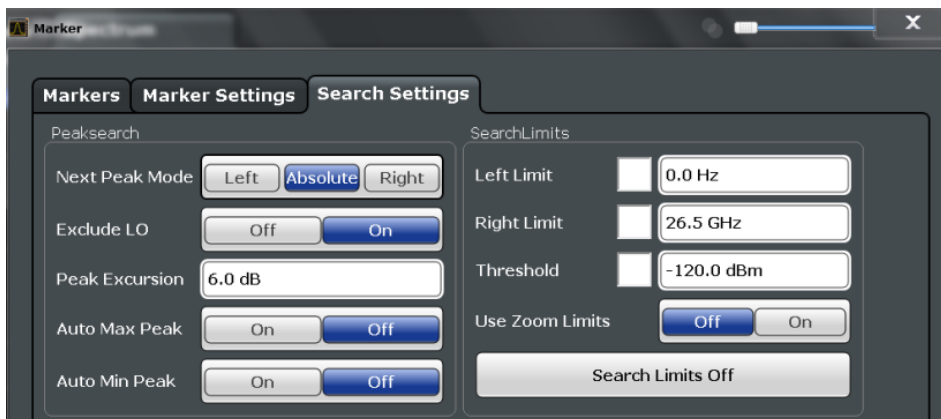 Marker
Spectrum
X
Markers Marker Settings Search Settings
Peaksearch
Next Peak Mode Left Absolute Right
Exclude LO Off On
Peak Excursion 6.0 dB
Auto Max Peak On Off
Auto Min Peak On Off
SearchLimits
Left Limit 0.0 Hz
Right Limit 26.5 GHz
Threshold -120.0 dBm
Use Zoom Limits Off On
Search Limits Off